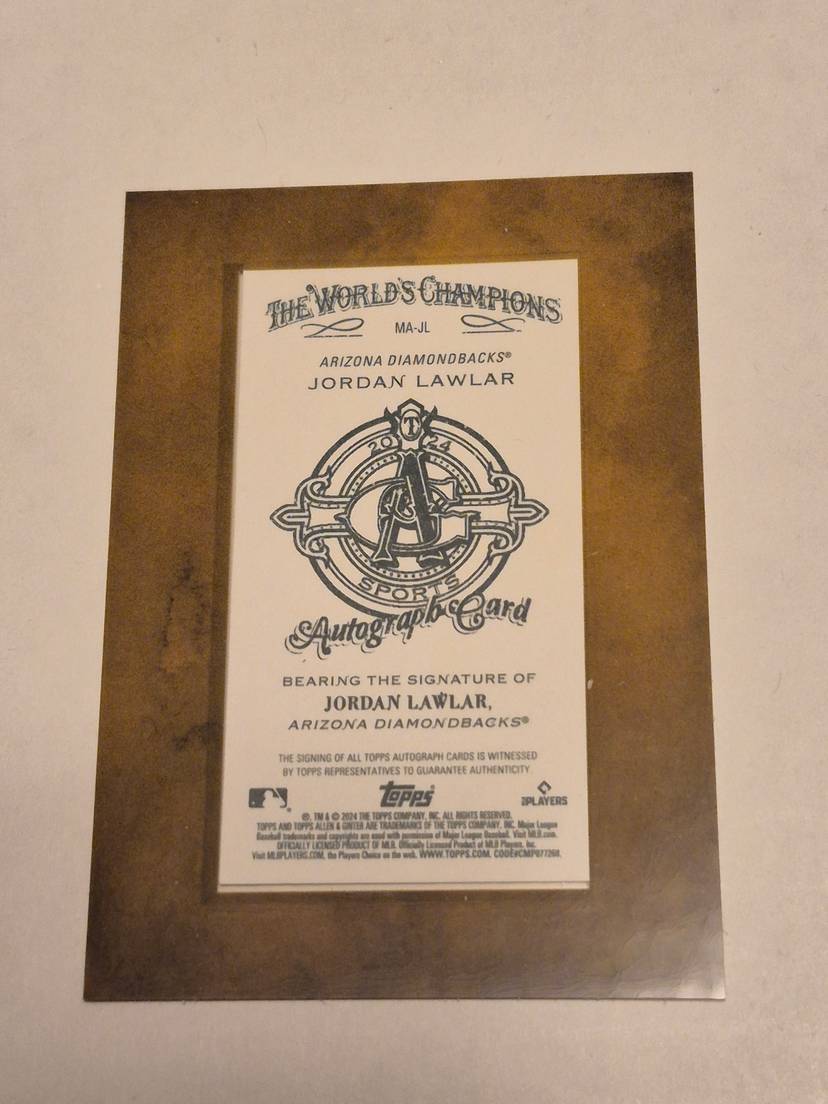 THE WORLD'S CHAMPIONS
MA-JL
ARIZONA DIAMONDBACKS®
JORDAN LAWLAR
T
20 24
SPORTS
Autograph Card
BEARING THE SIGNATURE OF
JORDAN LAWLAR,
ARIZONA DIAMONDBACKS®
THE SIGNING OF ALL TOPPS AUTOGRAPH CARDS IS WITNESSED
BY TOPPS REPRESENTATIVES TO GUARANTEE AUTHENTICITY
topps
PLAYERS
®, TM & © 2024 THE TOPPS COMPANY, INC. ALL RIGHTS RESERVED.
TOPPS AND TOPPS ALLEN & GINTER ARE TRADEMARKS OF THE TOPPS COMPANY, INC. Major League
Baseball trademarks and copyrights are used with permission of Major League Baseball. Visit MLB.com.
OFFICIALLY LICENSED PRODUCT OF MLB. Officially Licensed Product of MLB Players, Inc.
Visit MLBPLAYERS.COM, the Players Choice on the web. WWW.TOPPS.COM. CODE#CMP077268.